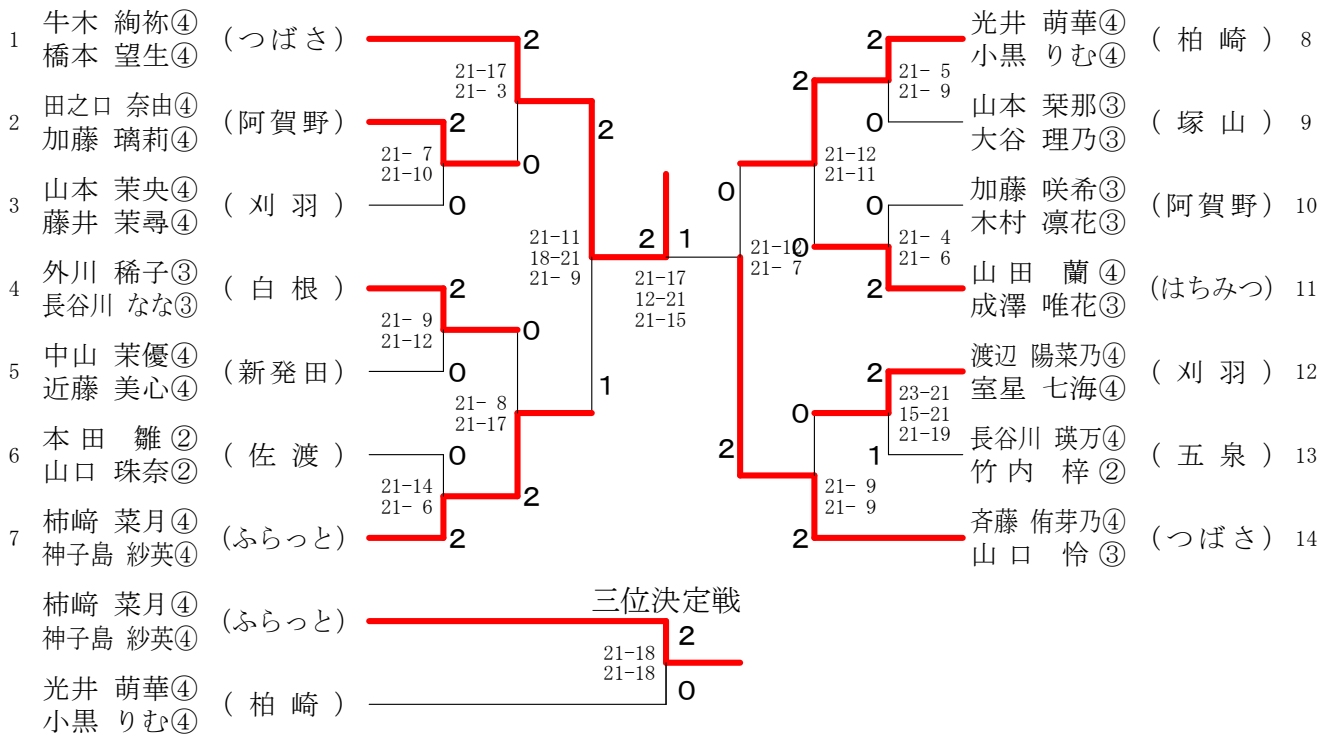 1 牛木 絢祢④
橋本 望生④
(つばさ)
2 田之口 奈由④
加藤 璃莉④
(阿賀野)
3 山本 茉央④
藤井 茉尋④
( 刈 羽 )
4 外川 稀子③
長谷川 なな③
( 白 根 )
5 中山 茉優④
近藤 美心④
(新発田)
6 本 田 雛 ②
山口 珠奈②
( 佐 渡 )
7 柿﨑 菜月④
神子島 紗英④
(ふらっと)
2
21-17
21- 3
0
2
21- 7
21-10
0
2
21- 9
21-12
0
0
21- 8
21-17
2
0
21-14
21- 6
2
2
21-11
18-21
21- 9
1
2 1
21-17
12-21
21-15
0
21-12
21- 7
2
2
21-12
21-11
0
2
21- 5
21- 9
0
0
21- 4
21- 6
2
0
21- 9
21- 9
2
2
23-21
15-21
21-19
1
光井 萌華④
小黒 りむ④
( 柏 崎 ) 8
山本 栞那③
大谷 理乃③
( 塚 山 ) 9
加藤 咲希③
木村 凛花③
(阿賀野) 10
山 田 蘭 ④
成澤 唯花③
(はちみつ) 11
渡辺 陽菜乃④
室星 七海④
( 刈 羽 ) 12
長谷川 瑛万④
竹 内 梓 ②
( 五 泉 ) 13
斉藤 侑芽乃④
山 口 怜 ③
(つばさ) 14
三位決定戦
柿﨑 菜月④
神子島 紗英④
(ふらっと)
2
21-18
21-18
0
光井 萌華④
小黒 りむ④
( 柏 崎 )